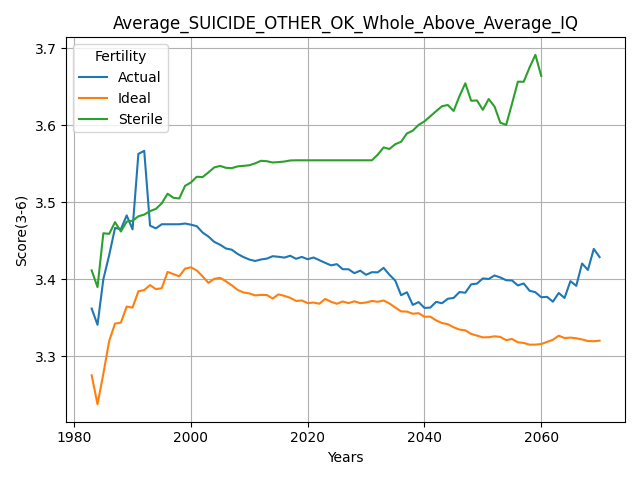 Average_SUICIDE_OTHER_OK_Whole_Above_Average_IQ
Fertility
Actual
Ideal
Sterile
Score(3-6)
3.7
3.6
3.5
3.4
3.3
1980
2000
2020
2040
2060
Years